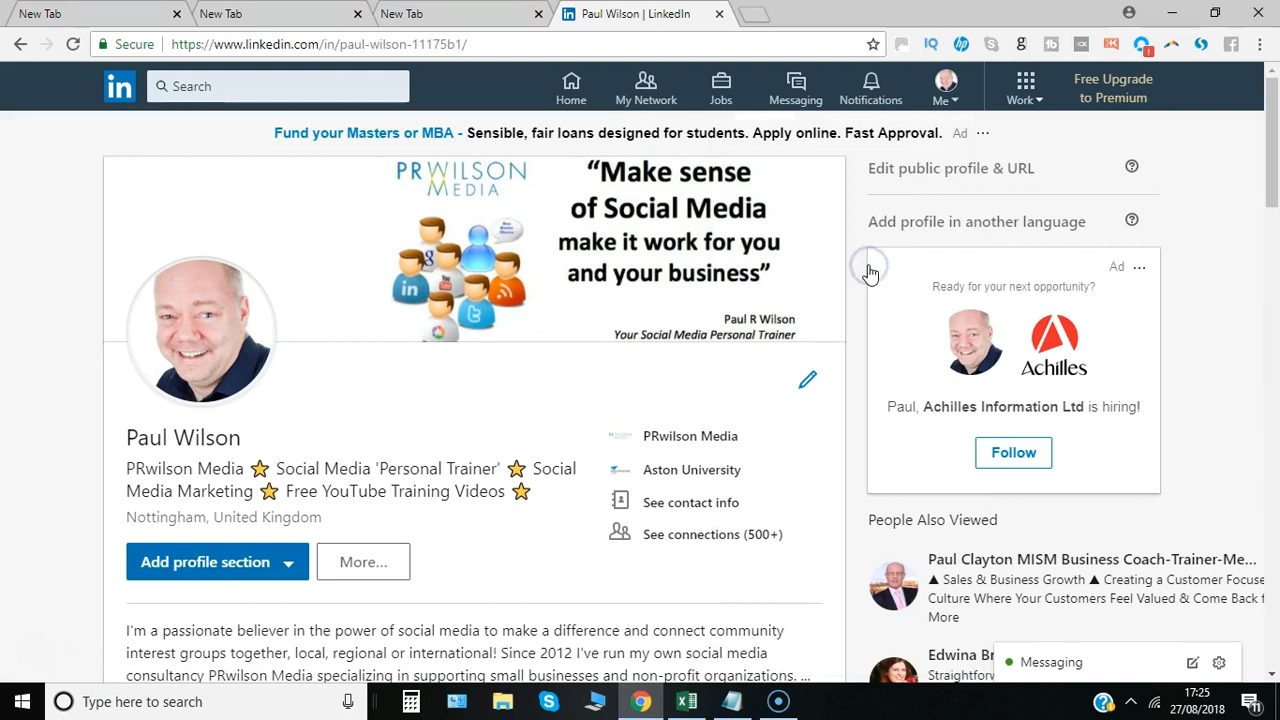 New Tab
New Tab
New Tab
Paul Wilson | LinkedIn
Secure
https://www.linkedin.com/in/paul-wilson-11175b1/
in
Search
Home
My Network
Jobs
Messaging
Notifications
Me
Work
Free Upgrade
to Premium
Fund your Masters or MBA - Sensible, fair loans designed for students. Apply online. Fast Approval. Ad
PRWILSON
MEDIA
"Make sense
of Social Media
make it work for you
and your business"
Paul R Wilson
Your Social Media Personal Trainer
Paul Wilson
PRwilson Media ⭐ Social Media 'Personal Trainer' ⭐ Social
Media Marketing ⭐ Free YouTube Training Videos ⭐
Nottingham, United Kingdom
PRwilson Media
Aston University
See contact info
See connections (500+)
Add profile section
More...
I'm a passionate believer in the power of social media to make a difference and connect community
interest groups together, local, regional or international! Since 2012 I've run my own social media
consultancy PRwilson Media specializing in supporting small businesses and non-profit organizations. ...
Edit public profile & URL
Add profile in another language
Ad
Ready for your next opportunity?
Achilles
Paul, Achilles Information Ltd is hiring!
Follow
People Also Viewed
Paul Clayton MISM Business Coach-Trainer-Me...
▲ Sales & Business Growth ▲ Creating a Customer Focuse
Culture Where Your Customers Feel Valued & Come Back f
More
Edwina Br
Straightforw
Messaging
Type here to search
17:25
27/08/2018